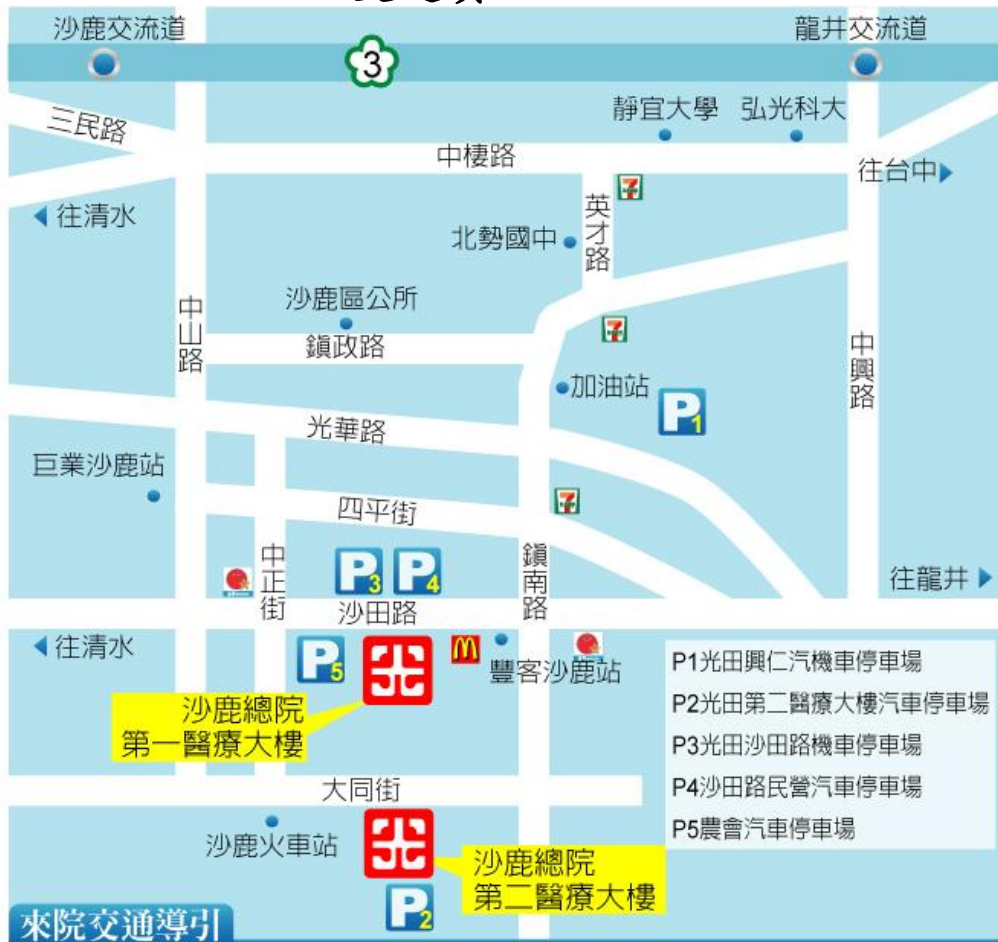 沙鹿交流道
龍井交流道
3
三民路
靜宜大學
弘光科大
中棲路
往台中
往清水
英才路
北勢國中
沙鹿區公所
中山路
鎮政路
中興路
加油站
P1
光華路
巨業沙鹿站
四平街
中正街
P3
P4
鎮南路
往龍井
沙田路
往清水
P5
豐客沙鹿站
沙鹿總院
第一醫療大樓
P1光田興仁汽機車停車場
P2光田第二醫療大樓汽車停車場
P3光田沙田路機車停車場
P4沙田路民營汽車停車場
P5農會汽車停車場
大同街
沙鹿火車站
沙鹿總院
第二醫療大樓
P2
來院交通導引